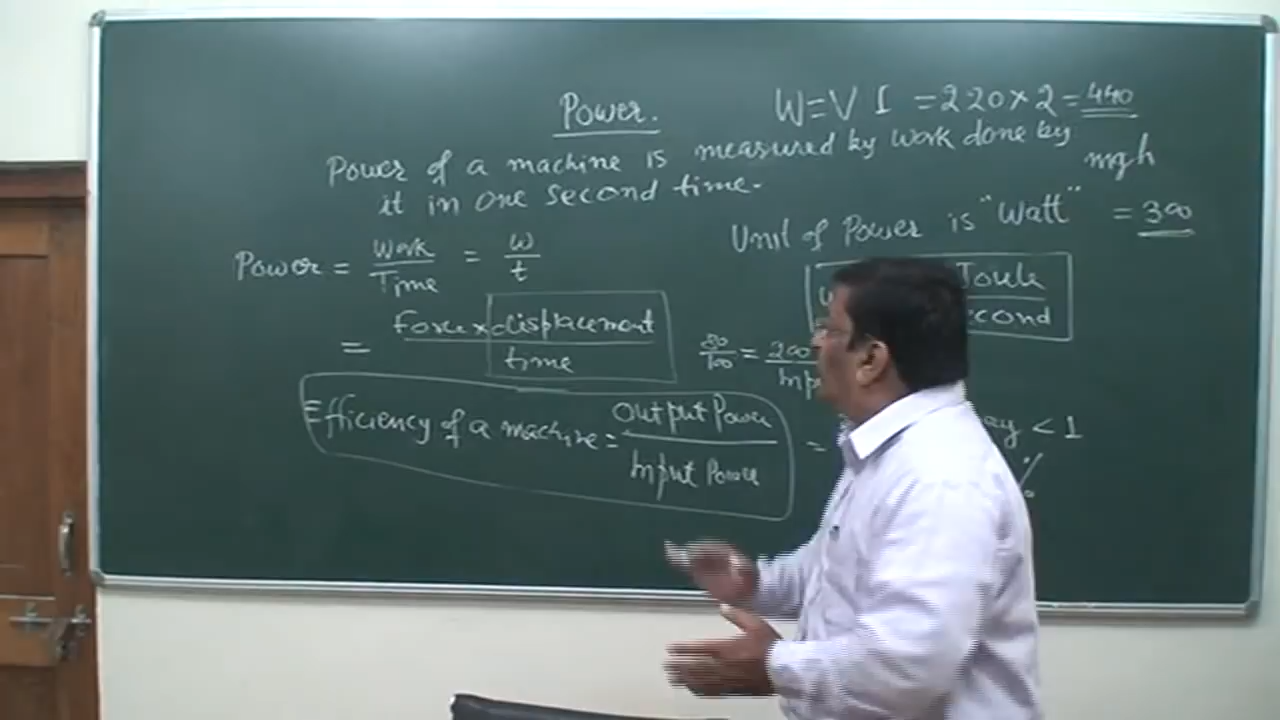 Power.
W=VI =220×2=440
Power of a machine is measured by work done by
it in one second time.
mgh
Unit of Power is "Watt" =300
Power = Work/Time = W/t
Joule
second
= Force×displacement/time
80/100 = 200
Efficiency of a machine = Output Power/Input Power
= < 1
%